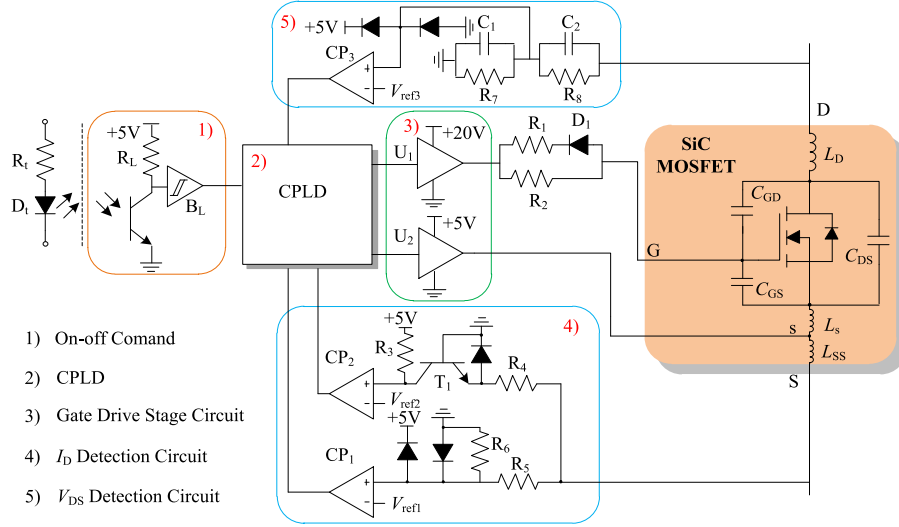 5)
+5V
C1
C2
CP3
+
-
Vref3
R7
R8
D
1)
+5V
RL
BL
Rt
Dt
2)
CPLD
3)
+20V
U1
+5V
U2
R1
D1
R2
SiC
MOSFET
LD
CGD
CDS
G
CGS
s
Ls
LSS
S
4)
+5V
R3
CP2
T1
R4
+
-
Vref2
+5V
R6
CP1
R5
+
-
Vref1
1) On-off Comand
2) CPLD
3) Gate Drive Stage Circuit
4) ID Detection Circuit
5) VDS Detection Circuit